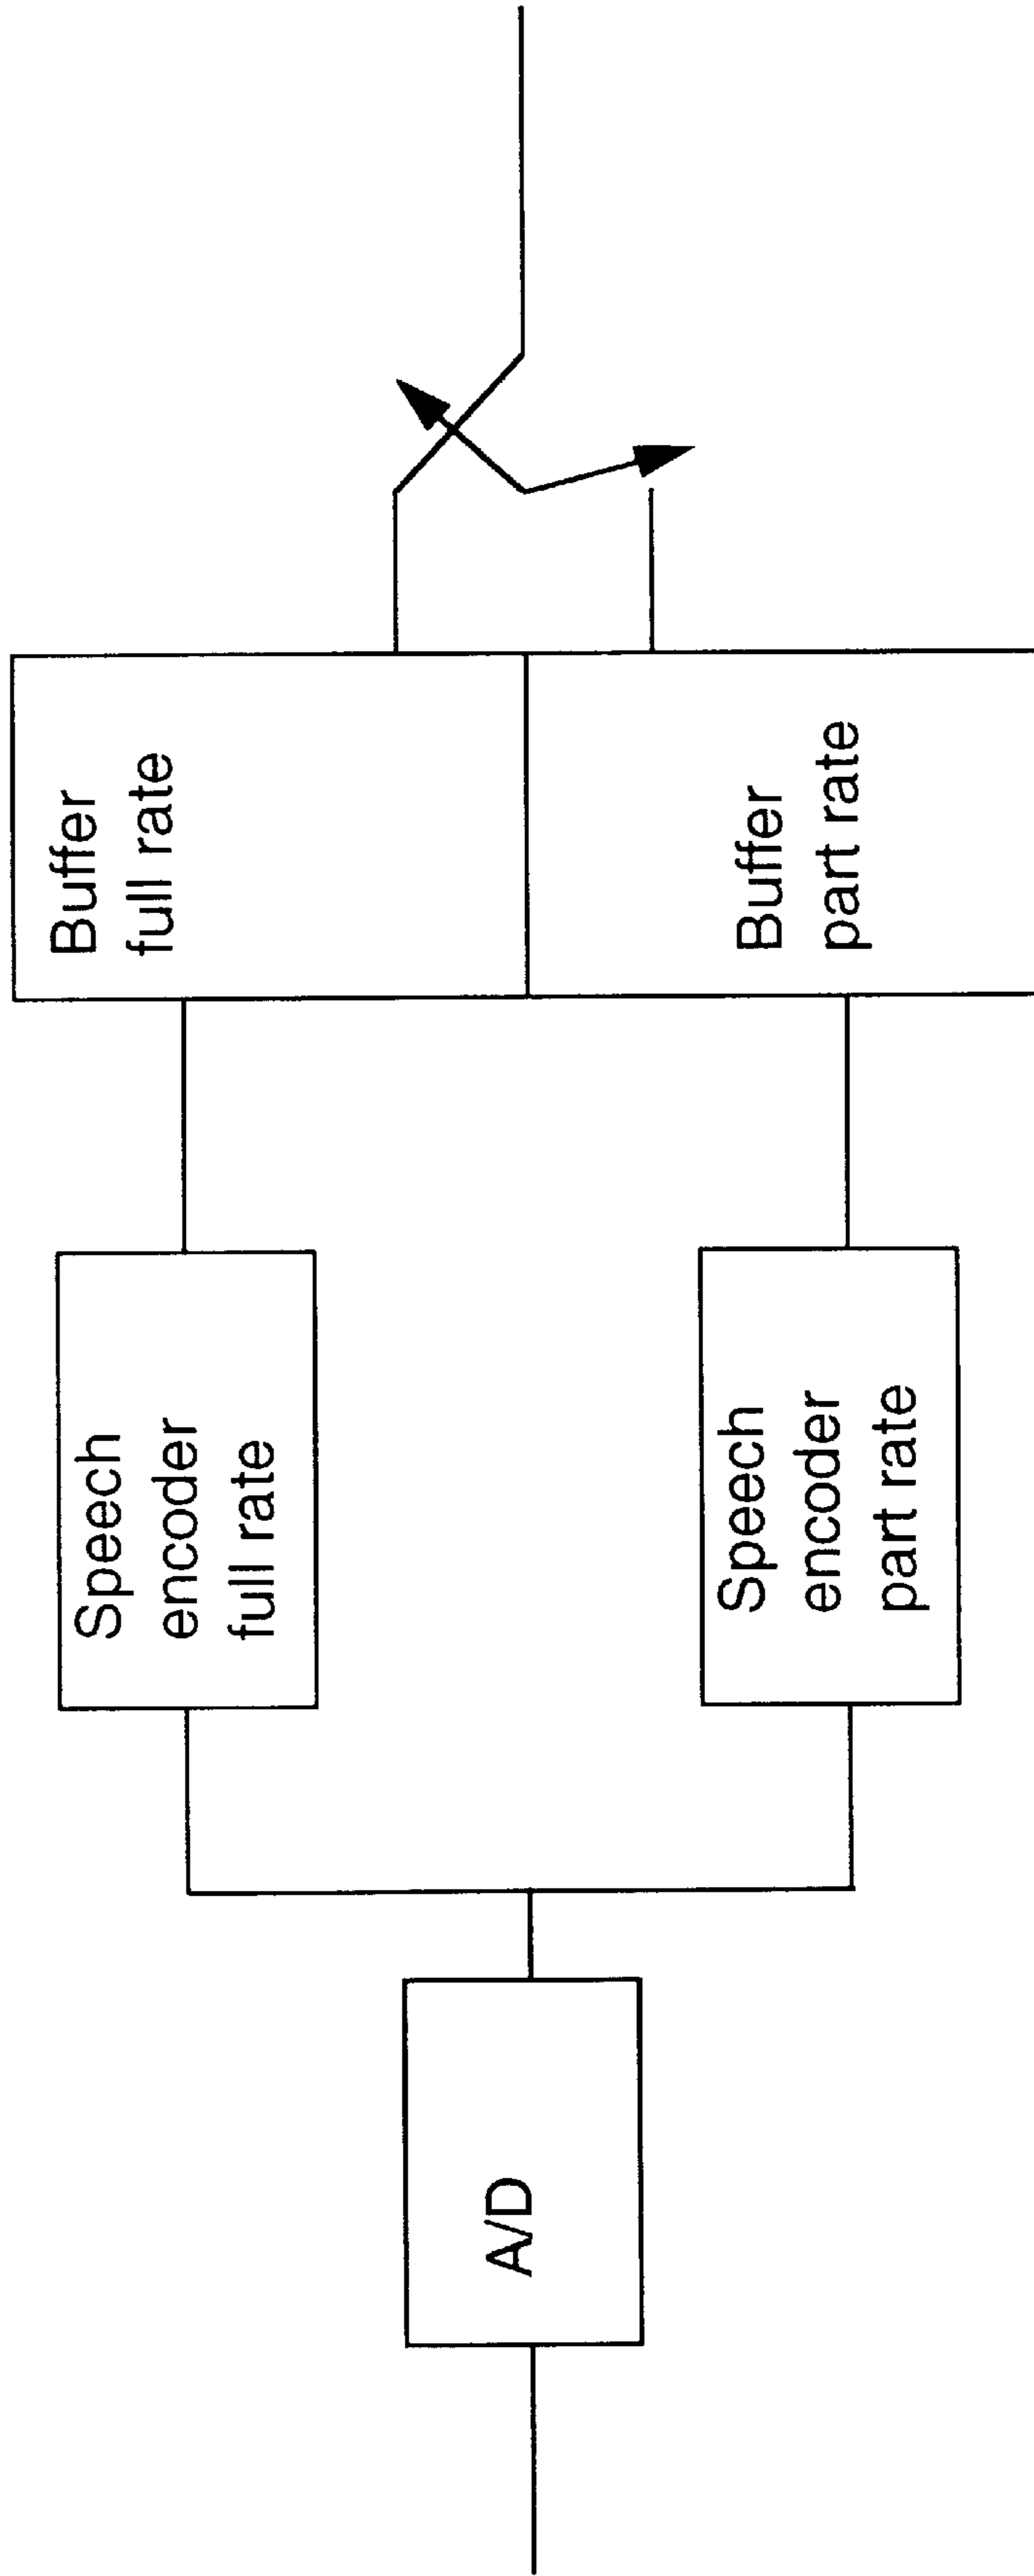 A/D
Speech
encoder
full rate
Speech
encoder
part rate
Buffer
full rate
Buffer
part rate